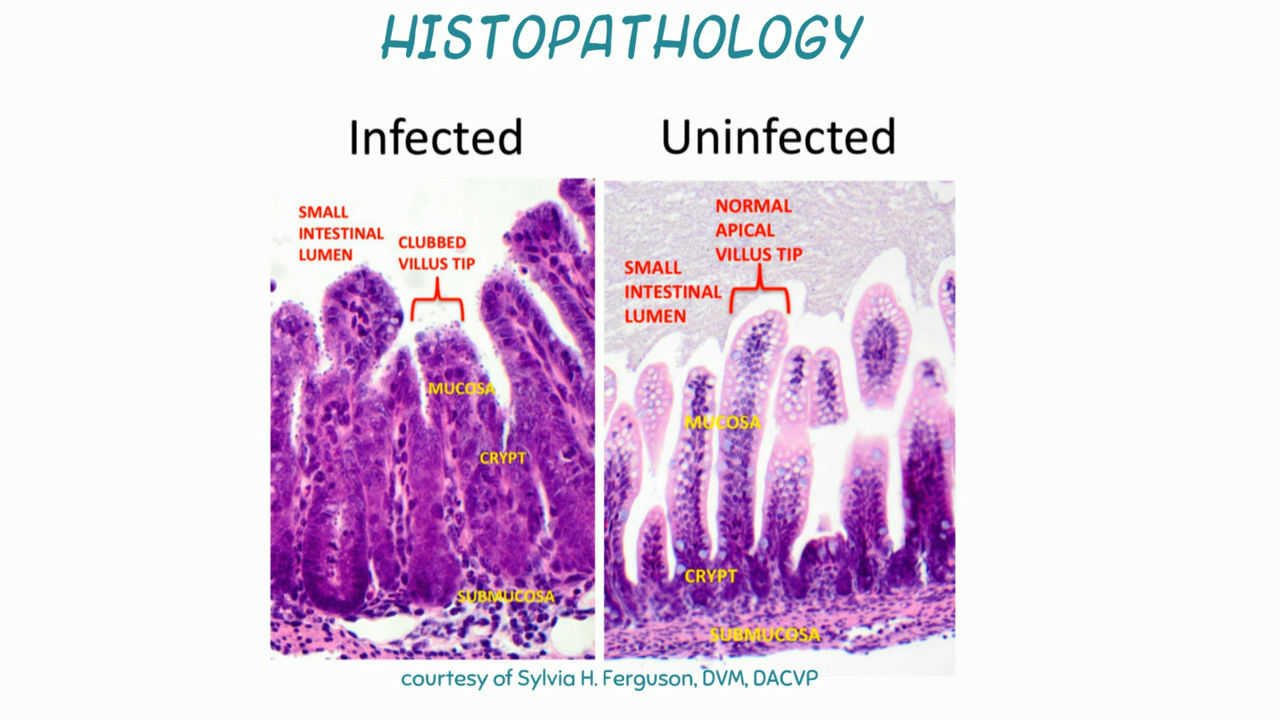 HISTOPATHOLOGY
Infected
Uninfected
SMALL
INTESTINAL
LUMEN
CLUBBED
VILLUS TIP
MUCOSA
CRYPT
SUBMUCOSA
NORMAL
APICAL
VILLUS TIP
SMALL
INTESTINAL
LUMEN
MUCOSA
CRYPT
SUBMUCOSA
courtesy of Sylvia H. Ferguson, DVM, DACVP